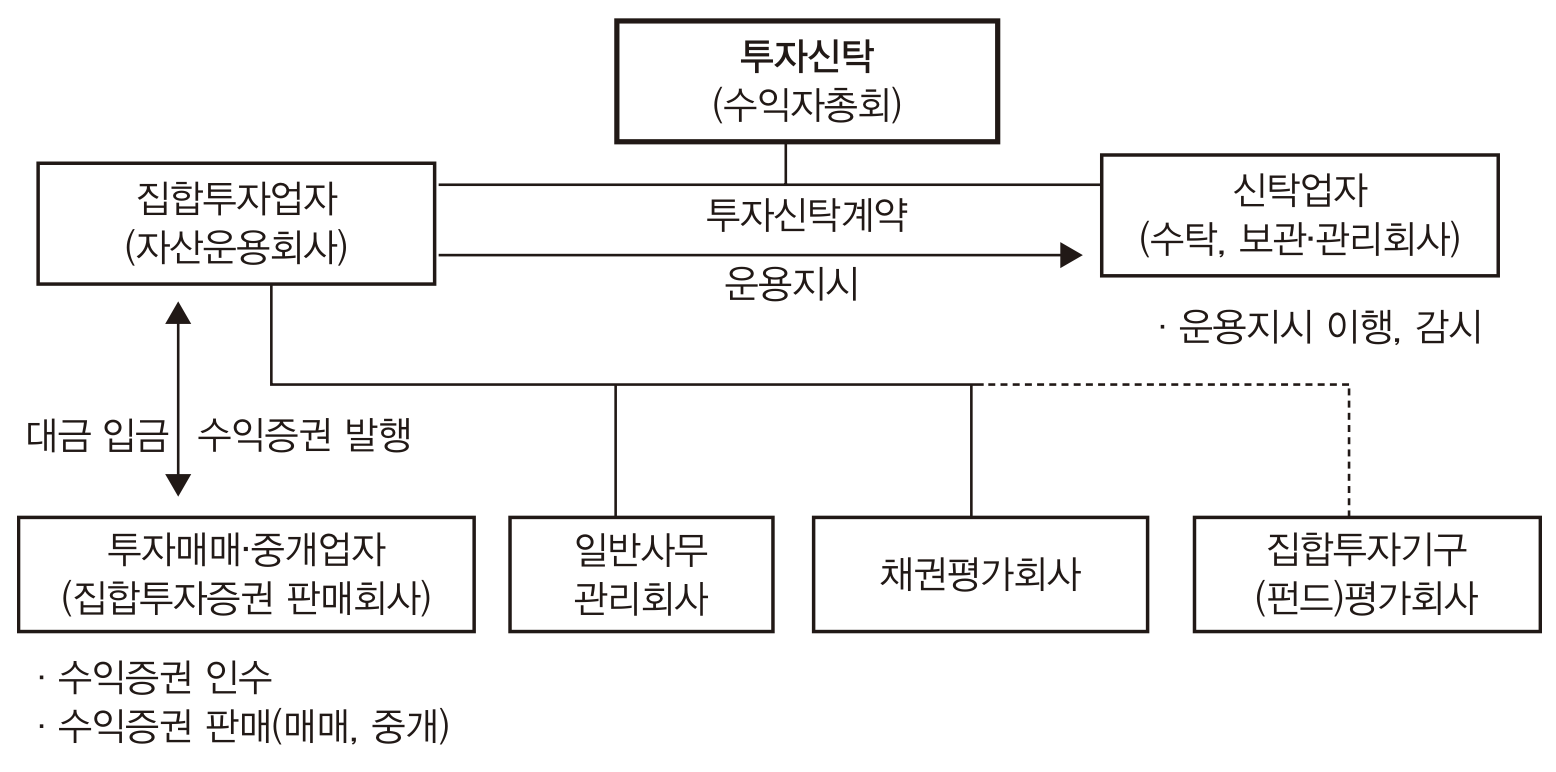 투자신탁
(수익자총회)
집합투자업자
(자산운용회사)
투자신탁계약
운용지시
신탁업자
(수탁, 보관·관리회사)
· 운용지시 이행, 감시
대금 입금
수익증권 발행
투자매매·중개업자
(집합투자증권 판매회사)
일반사무
관리회사
채권평가회사
집합투자기구
(펀드)평가회사
· 수익증권 인수
· 수익증권 판매(매매, 중개)